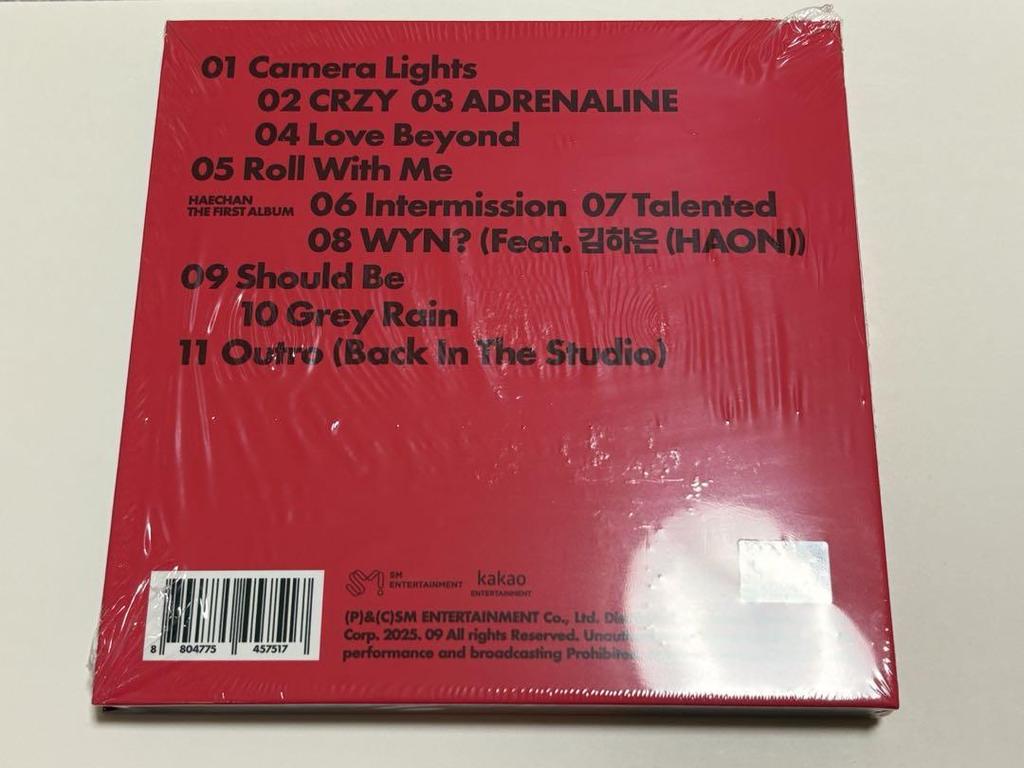 01 Camera Lights
02 CRZY 03 ADRENALINE
04 Love Beyond
05 Roll With Me
HAECHAN
THE FIRST ALBUM
06 Intermission 07 Talented
08 WYN? (Feat. 김하온 (HAON))
09 Should Be
10 Grey Rain
11 Outro (Back In The Studio)
SM
ENTERTAINMENT
kakao
ENTERTAINMENT
(P)&(C)SM ENTERTAINMENT Co., Ltd.
Corp. 2025. 09 All rights Reserved.
performance and broadcasting
8 804775 457517